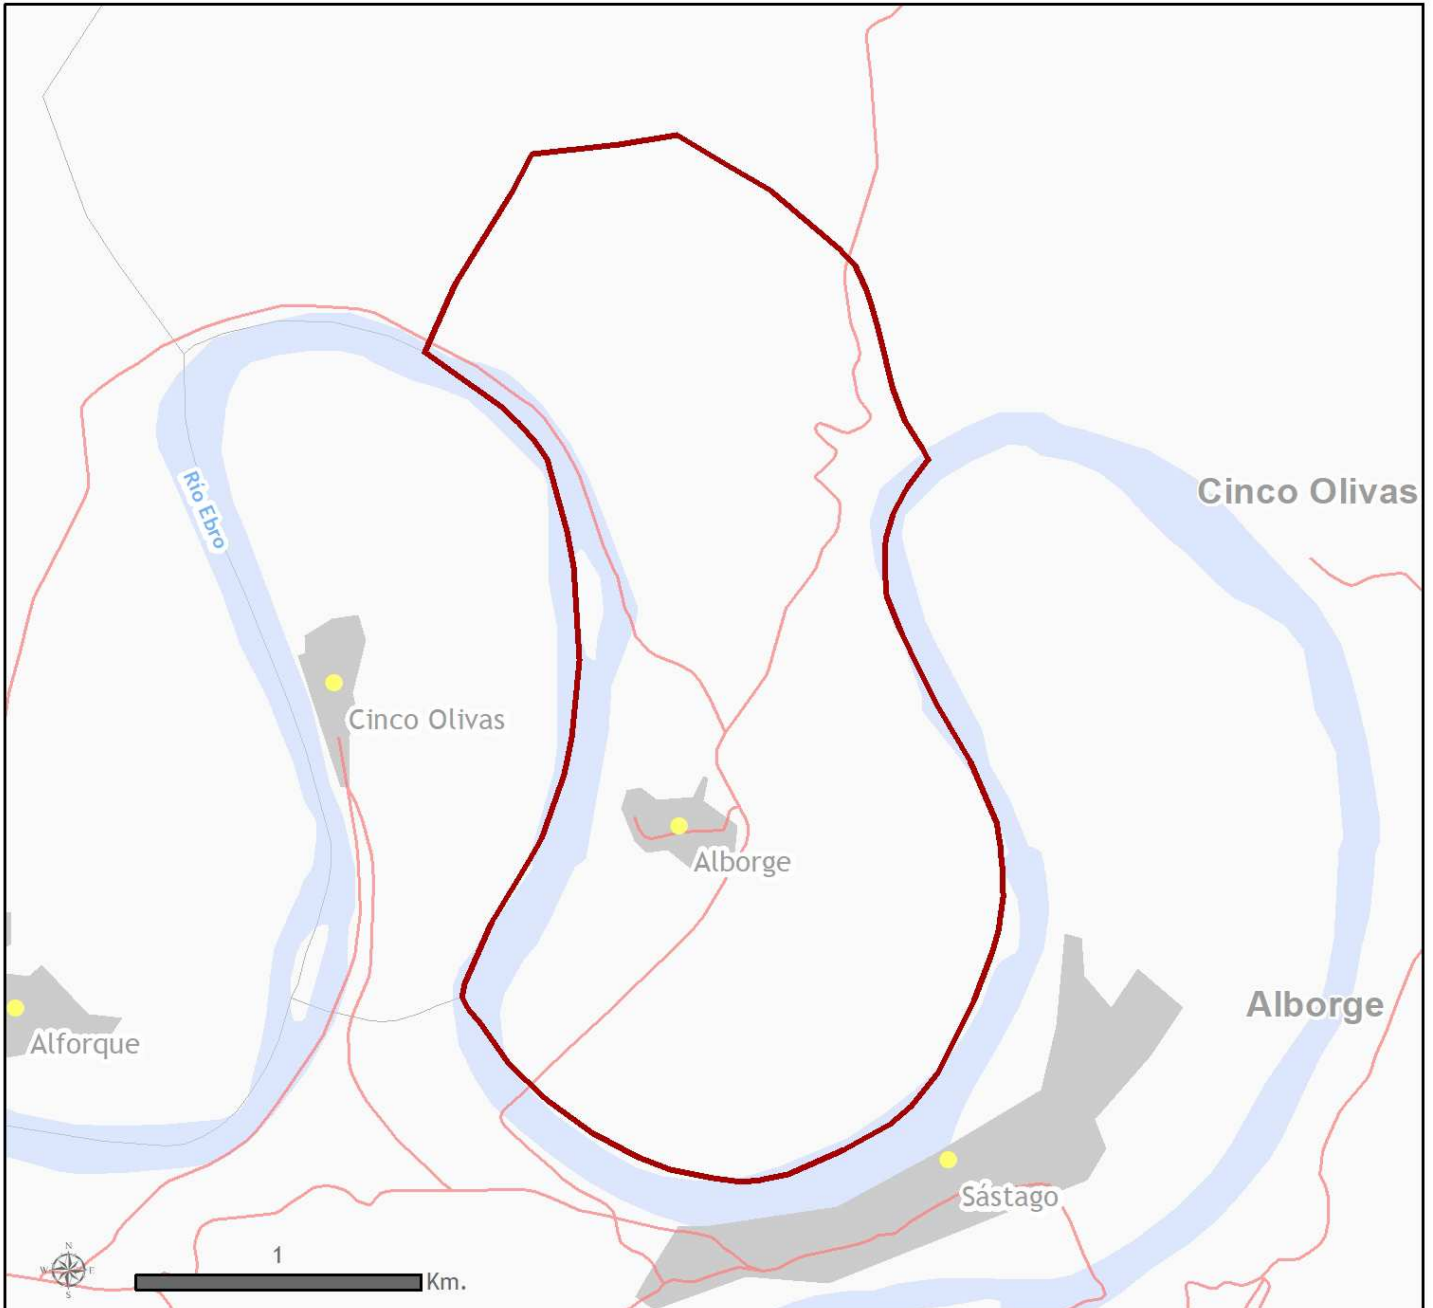 Cinco Olivas
Río Ebro
Cinco Olivas
Alborge
Alborge
Alforque
Sástago
N
W
E
S
1
Km.